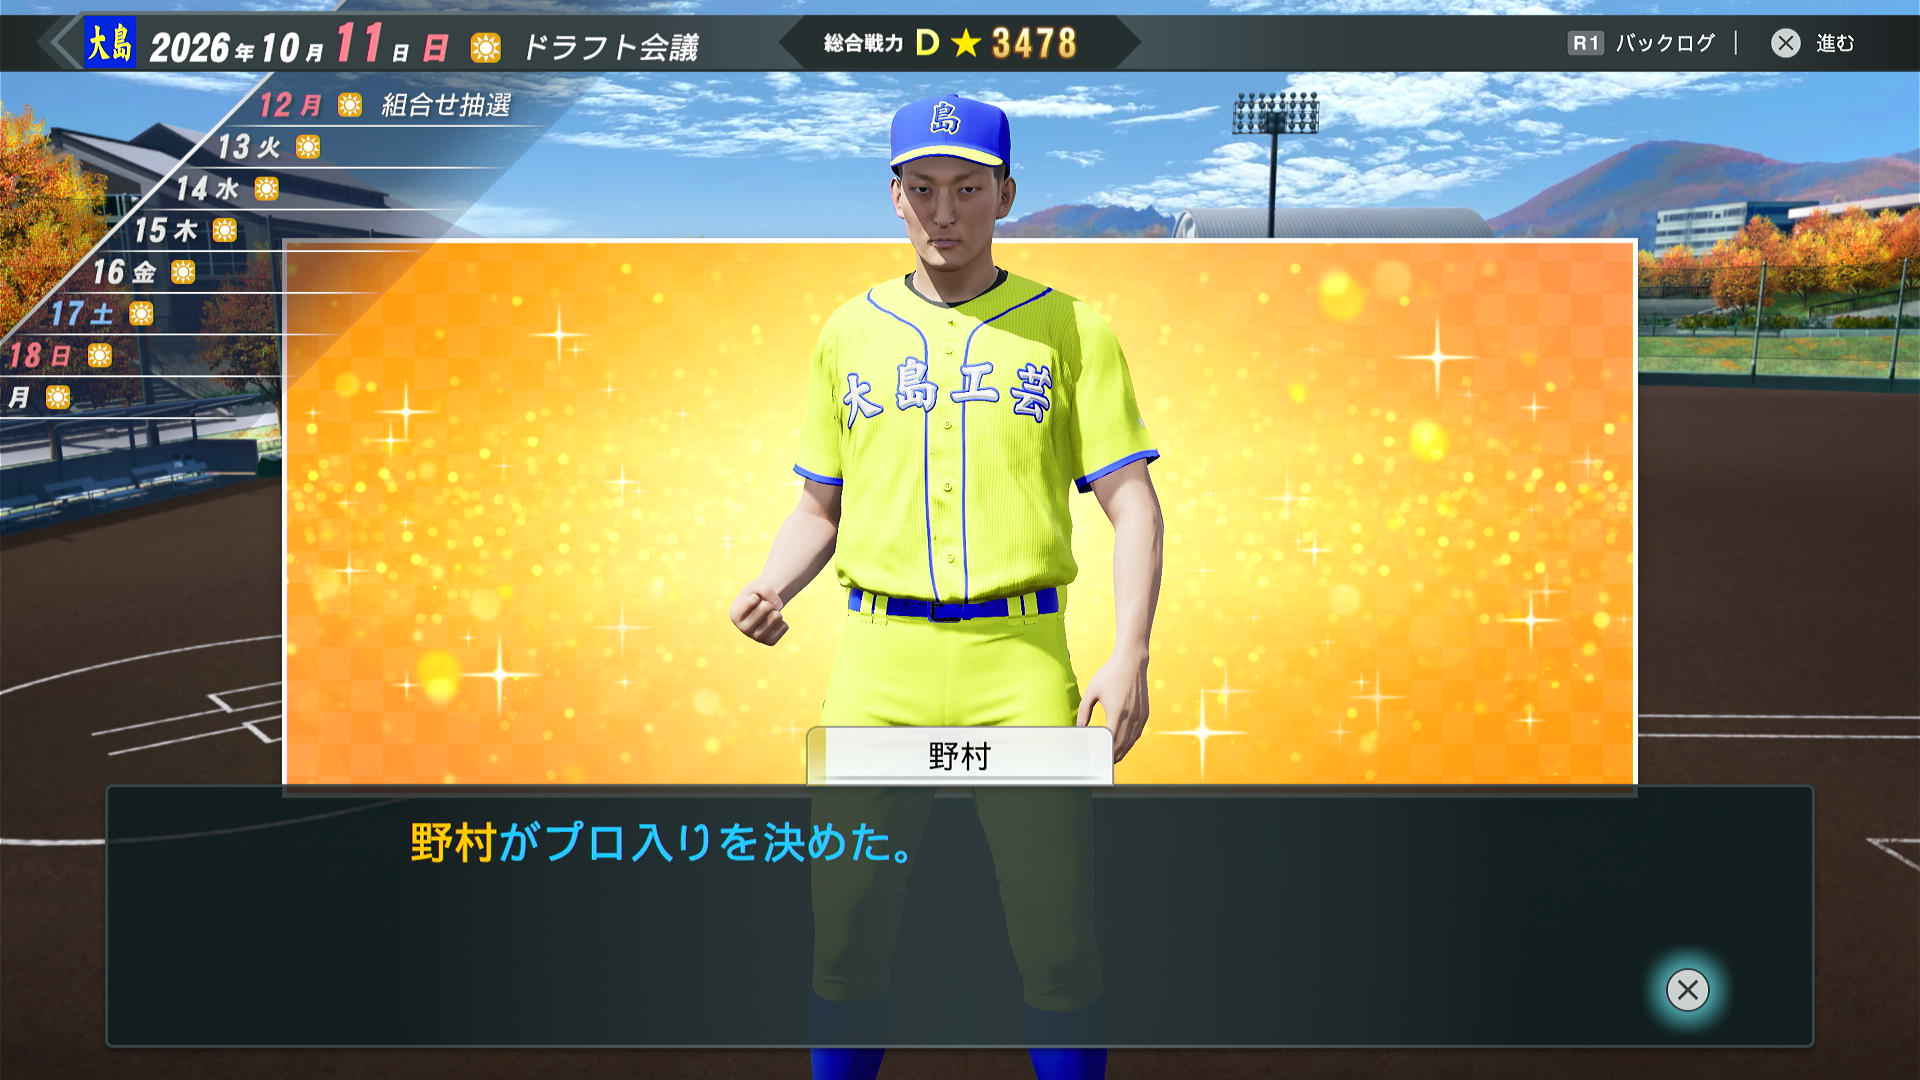 大島 2026年10月11日 日 ドラフト会議
総合戦力 D ★ 3478
R1 バックログ | 進む
12 月 組合せ抽選
13 火
14 水
15 木
16 金
17 土
18 日
月
島
大島工芸
野村
野村がプロ入りを決めた。